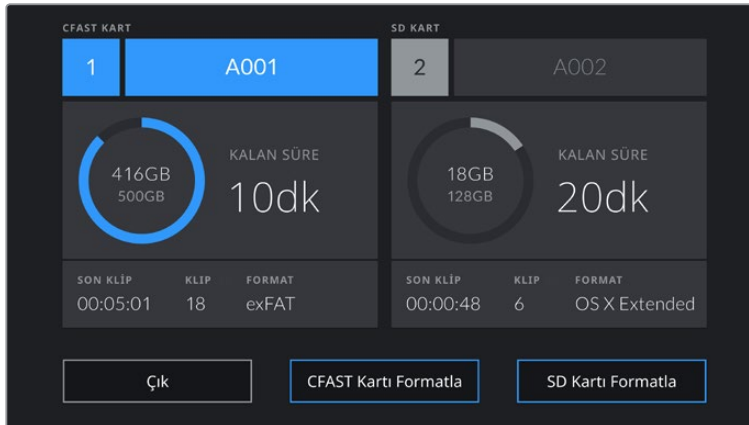 CFAST KART
1 A001
416GB
500GB
KALAN SÜRE
10dk
SON KLİP KLIP FORMAT
00:05:01 18 exFAT
SD KART
2 A002
18GB
128GB
KALAN SÜRE
20dk
SON KLİP KLIP FORMAT
00:00:48 6 OS X Extended
Çık
CFAST Kartı Formatla
SD Kartı Formatla